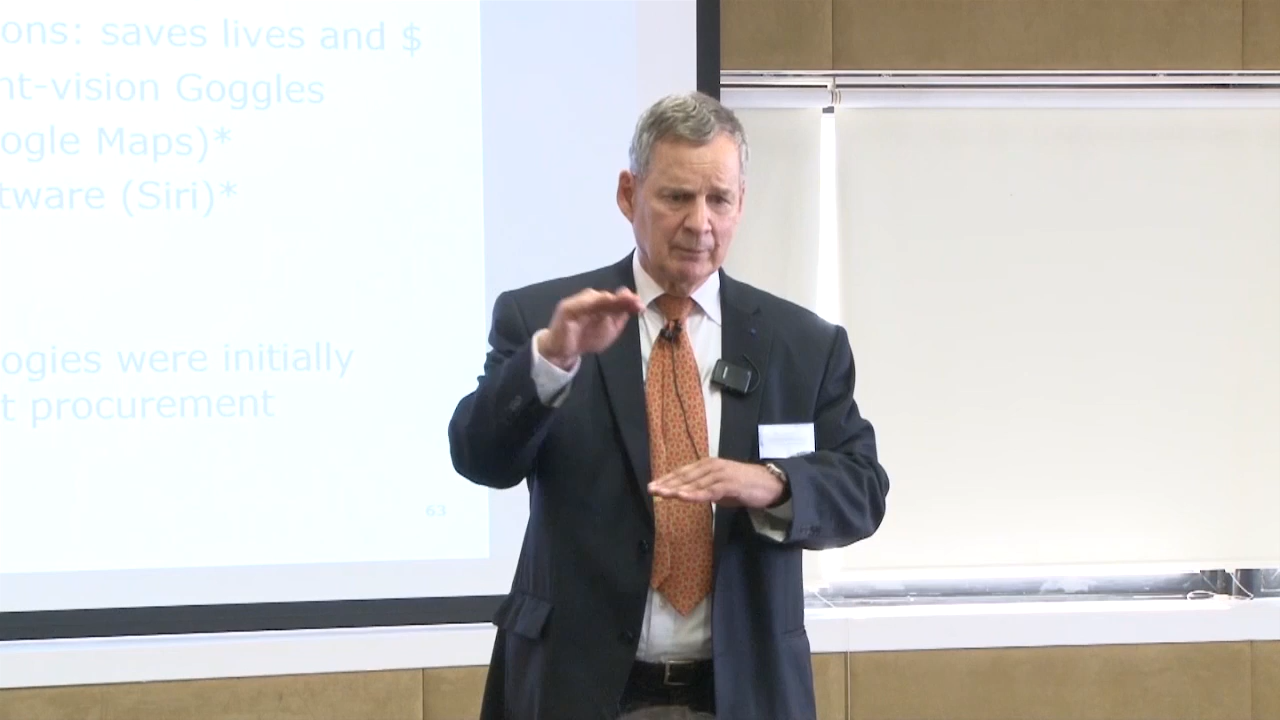 ons: saves lives and $
nt-vision Goggles
ogle Maps)*
tware (Siri)*
ogies were initially
t procurement
63